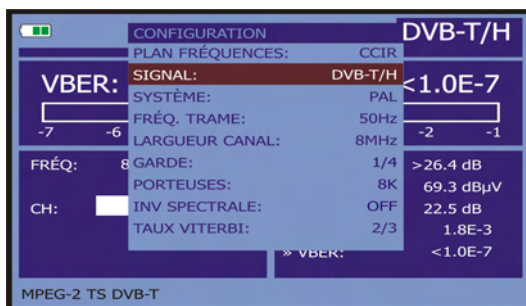 CONFIGURATION
DVB-T/H
PLAN FRÉQUENCES: CCIR
SIGNAL: DVB-T/H
VBER: <1.0E-7
SYSTÈME: PAL
FRÉQ. TRAME: 50Hz
-7 -6 -2 -1
LARGUEUR CANAL: 8MHz
FRÉQ: 8
GARDE: 1/4
>26.4 dB
PORTEUSES: 8K
69.3 dBµV
CH:
INV SPECTRALE: OFF
22.5 dB
TAUX VITERBI: 2/3
1.8E-3
» VBER: <1.0E-7
MPEG-2 TS DVB-T